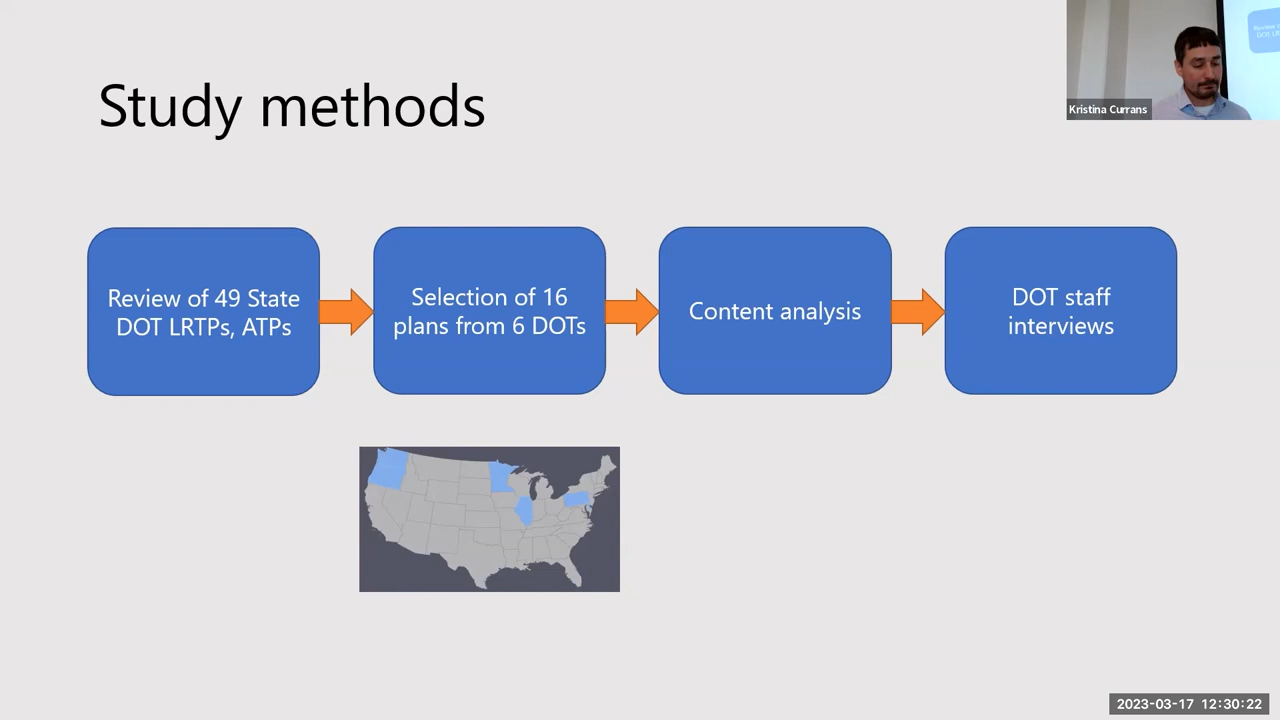 Study methods
Kristina Currans
Review of 49 State
DOT LRTPs, ATPs
Selection of 16
plans from 6 DOTs
Content analysis
DOT staff
interviews
2023-03-17 12:30:22